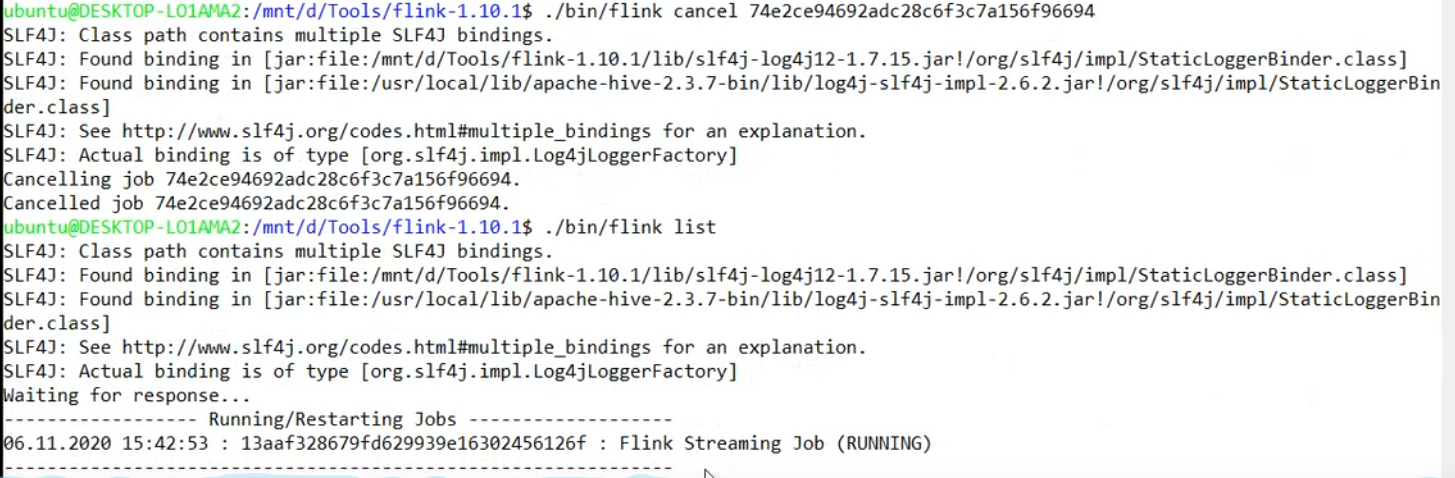 ubuntu@DESKTOP-LO1AMA2:/mnt/d/Tools/flink-1.10.1$ ./bin/flink cancel 74e2ce94692adc28c6f3c7a156f96694
SLF4J: Class path contains multiple SLF4J bindings.
SLF4J: Found binding in [jar:file:/mnt/d/Tools/flink-1.10.1/lib/slf4j-log4j12-1.7.15.jar!/org/slf4j/impl/StaticLoggerBinder.class]
SLF4J: Found binding in [jar:file:/usr/local/lib/apache-hive-2.3.7-bin/lib/log4j-slf4j-impl-2.6.2.jar!/org/slf4j/impl/StaticLoggerBin
der.class]
SLF4J: See http://www.slf4j.org/codes.html#multiple_bindings for an explanation.
SLF4J: Actual binding is of type [org.slf4j.impl.Log4jLoggerFactory]
Cancelling job 74e2ce94692adc28c6f3c7a156f96694.
Cancelled job 74e2ce94692adc28c6f3c7a156f96694.
ubuntu@DESKTOP-LO1AMA2:/mnt/d/Tools/flink-1.10.1$ ./bin/flink list
SLF4J: Class path contains multiple SLF4J bindings.
SLF4J: Found binding in [jar:file:/mnt/d/Tools/flink-1.10.1/lib/slf4j-log4j12-1.7.15.jar!/org/slf4j/impl/StaticLoggerBinder.class]
SLF4J: Found binding in [jar:file:/usr/local/lib/apache-hive-2.3.7-bin/lib/log4j-slf4j-impl-2.6.2.jar!/org/slf4j/impl/StaticLoggerBin
der.class]
SLF4J: See http://www.slf4j.org/codes.html#multiple_bindings for an explanation.
SLF4J: Actual binding is of type [org.slf4j.impl.Log4jLoggerFactory]
Waiting for response...
------------------ Running/Restarting Jobs -------------------
06.11.2020 15:42:53 : 13aaf328679fd629939e16302456126f : Flink Streaming Job (RUNNING)
--------------------------------------------------------------